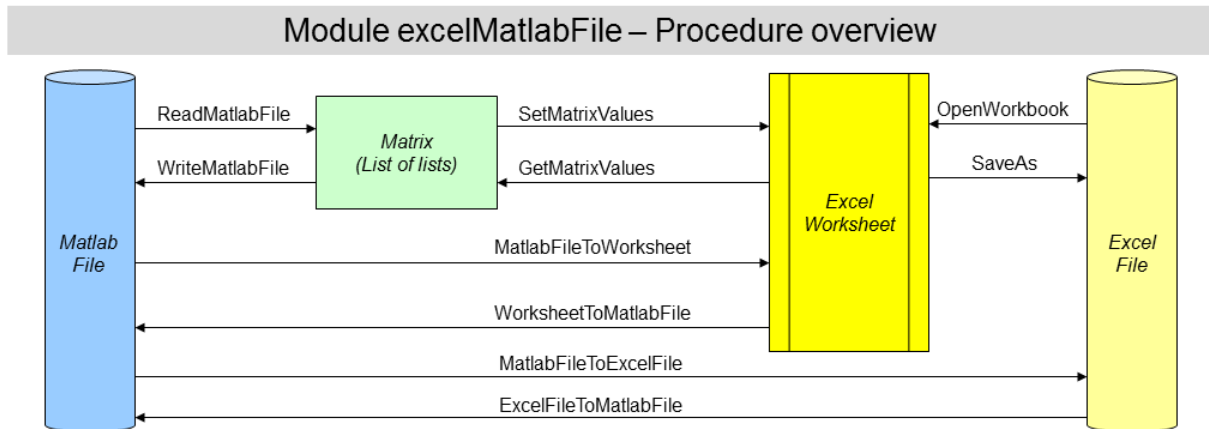 Module excelMatlabFile – Procedure overview
ReadMatlabFile
SetMatrixValues
OpenWorkbook
Matrix
(List of lists)
WriteMatlabFile
GetMatrixValues
SaveAs
Excel
Worksheet
Matlab
File
MatlabFileToWorksheet
Excel
File
WorksheetToMatlabFile
MatlabFileToExcelFile
ExcelFileToMatlabFile